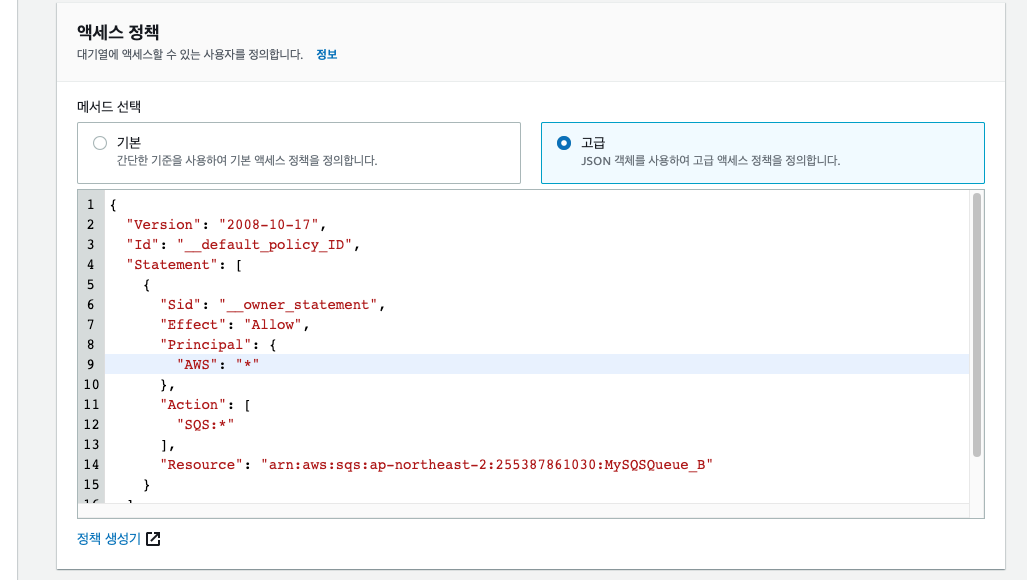 액세스 정책
대기열에 액세스할 수 있는 사용자를 정의합니다. 정보
메서드 선택
기본
간단한 기준을 사용하여 기본 액세스 정책을 정의합니다.
고급
JSON 객체를 사용하여 고급 액세스 정책을 정의합니다.
1 {
2 "Version": "2008-10-17",
3 "Id": "__default_policy_ID",
4 "Statement": [
5 {
6 "Sid": "__owner_statement",
7 "Effect": "Allow",
8 "Principal": {
9 "AWS": "*"
10 },
11 "Action": [
12 "SQS:*"
13 ],
14 "Resource": "arn:aws:sqs:ap-northeast-2:255387861030:MySQSQueue_B"
15 }
정책 생성기